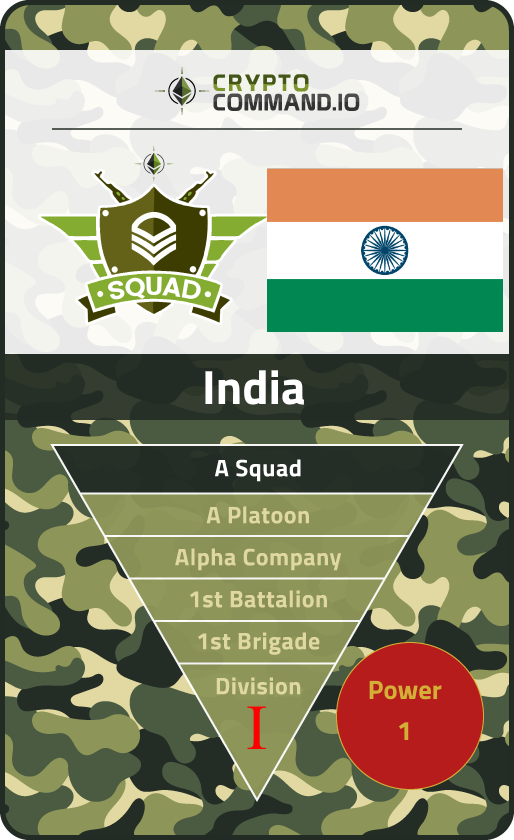 CRYPTO
COMMAND.IO
·SQUAD·
India
A Squad
A Platoon
Alpha Company
1st Battalion
1st Brigade
Division
I
Power
1